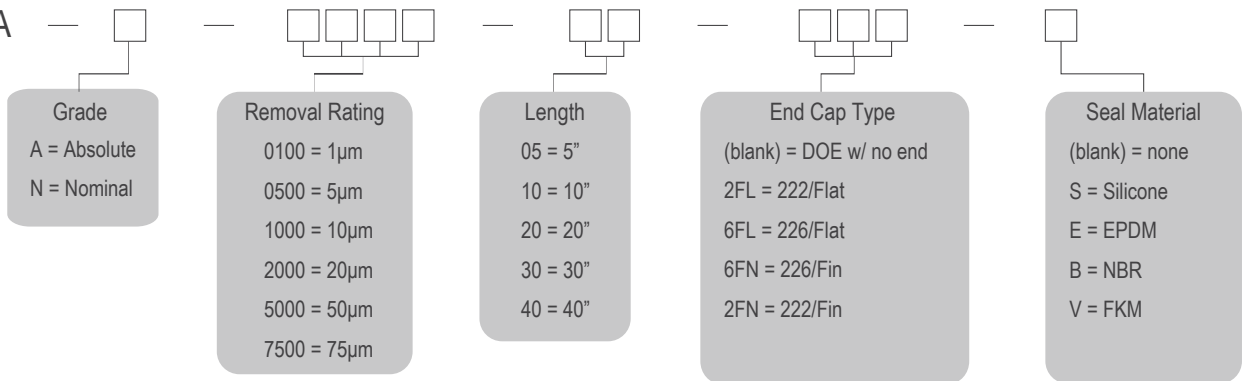 A — — — — —
Grade
A = Absolute
N = Nominal
Removal Rating
0100 = 1µm
0500 = 5µm
1000 = 10µm
2000 = 20µm
5000 = 50µm
7500 = 75µm
Length
05 = 5”
10 = 10”
20 = 20”
30 = 30”
40 = 40”
End Cap Type
(blank) = DOE w/ no end
2FL = 222/Flat
6FL = 226/Flat
6FN = 226/Fin
2FN = 222/Fin
Seal Material
(blank) = none
S = Silicone
E = EPDM
B = NBR
V = FKM